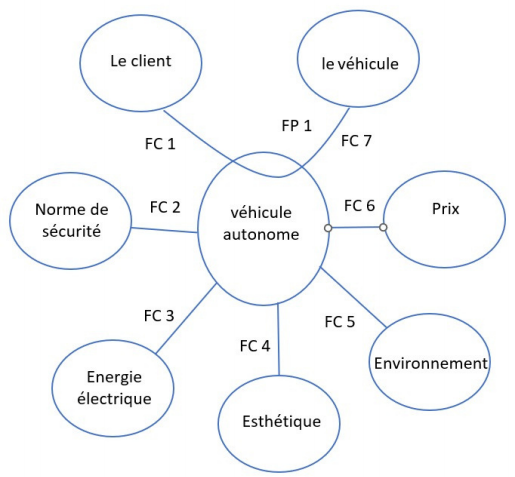 Le client
le véhicule
FP 1
FC 1
FC 7
Norme de
sécurité
FC 2
véhicule
autonome
FC 6
Prix
FC 3
FC 4
FC 5
Energie
électrique
Esthétique
Environnement